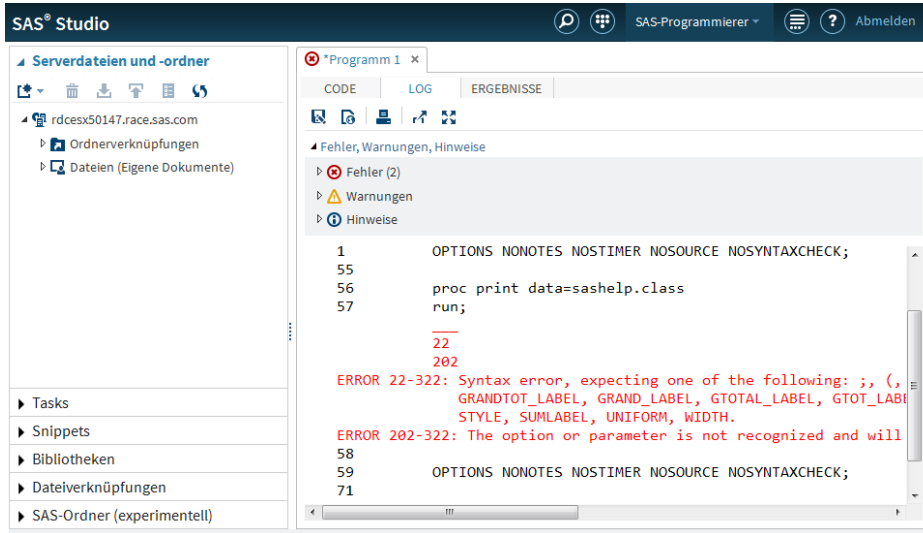 SAS® Studio
SAS-Programmierer
?
Abmelden
Serverdateien und -ordner
rdcesx50147.race.sas.com
Ordnerverknüpfungen
Dateien (Eigene Dokumente)
Tasks
Snippets
Bibliotheken
Dateiverknüpfungen
SAS-Ordner (experimentell)
*Programm 1 ×
CODE LOG ERGEBNISSE
Fehler, Warnungen, Hinweise
Fehler (2)
Warnungen
Hinweise
1 OPTIONS NONOTES NOSTIMER NOSOURCE NOSYNTAXCHECK;
55
56 proc print data=sashelp.class
57 run;
___
22
202
ERROR 22-322: Syntax error, expecting one of the following: ;, (,
GRANDTOT_LABEL, GRAND_LABEL, GTOTAL_LABEL, GTOT_LABE
STYLE, SUMLABEL, UNIFORM, WIDTH.
ERROR 202-322: The option or parameter is not recognized and will
58
59 OPTIONS NONOTES NOSTIMER NOSOURCE NOSYNTAXCHECK;
71